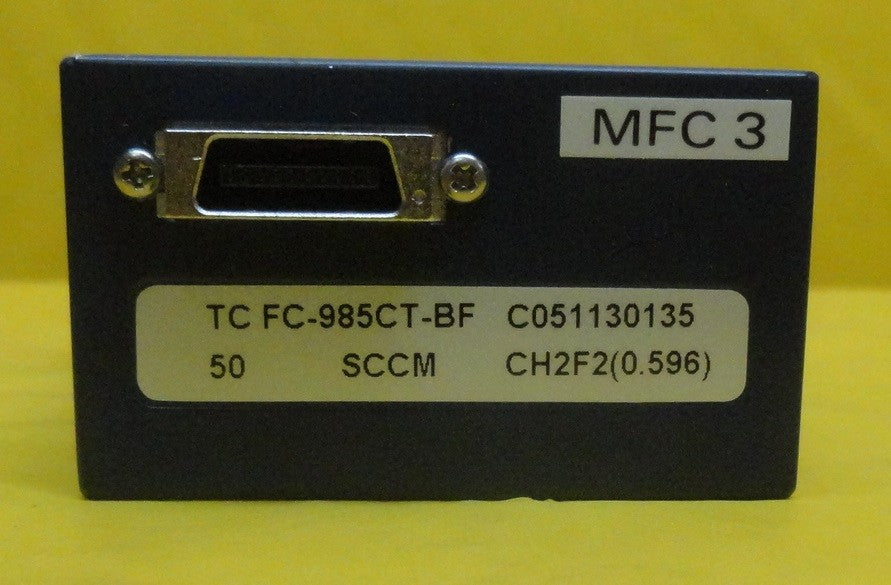 MFC 3
TC FC-985CT-BF C051130135
50 SCCM CH2F2(0.596)